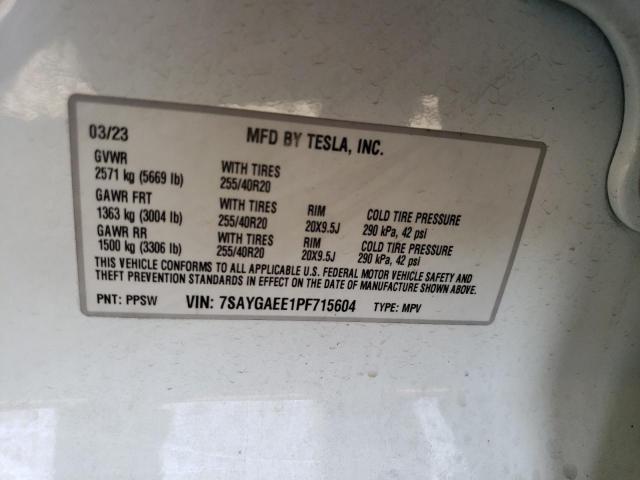 03/23 MFD BY TESLA, INC.
GVWR
2571 kg (5669 lb) WITH TIRES
255/40R20
GAWR FRT
1363 kg (3004 lb) WITH TIRES RIM COLD TIRE PRESSURE
255/40R20 20X9.5J 290 kPa, 42 psi
GAWR RR
1500 kg (3306 lb) WITH TIRES RIM COLD TIRE PRESSURE
255/40R20 20X9.5J 290 kPa, 42 psi
THIS VEHICLE CONFORMS TO ALL APPLICABLE U.S. FEDERAL MOTOR VEHICLE SAFETY AND
THEFT PREVENTION STANDARDS IN EFFECT ON THE DATE OF MANUFACTURE SHOWN ABOVE.
PNT: PPSW VIN: 7SAYGAEE1PF715604 TYPE: MPV